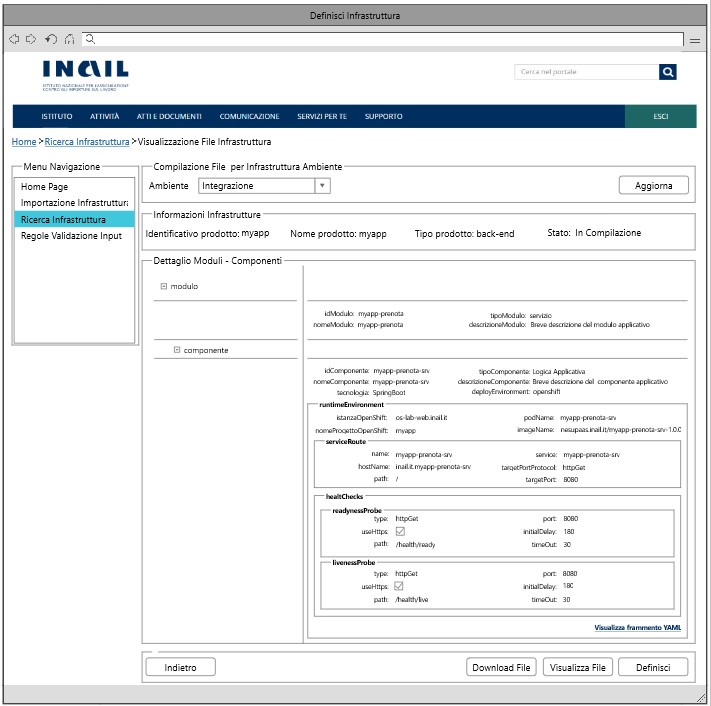 Definisci Infrastruttura
INAIL
ISTITUTO NAZIONALE PER L'ASSICURAZIONE
CONTRO GLI INFORTUNI SUL LAVORO
Cerca nel portale
ISTITUTO ATTIVITÀ ATTI E DOCUMENTI COMUNICAZIONE SERVIZI PER TE SUPPORTO ESCI
Home >Ricerca Infrastruttura >Visualizzazione File Infrastruttura
Menu Navigazione
Home Page
Importazione Infrastruttura
Ricerca Infrastruttura
Regole Validazione Input
Compilazione File per Infrastruttura Ambiente
Ambiente Integrazione Aggiorna
Informazioni Infrastrutture
Identificativo prodotto: myapp Nome prodotto: myapp Tipo prodotto: back-end Stato: In Compilazione
Dettaglio Moduli - Componenti
modulo
idModulo: myapp-prenota tipoModulo: servizio
nomeModulo: myapp-prenota descrizioneModulo: Breve descrizione del modulo applicativo
componente
idComponente: myapp-prenota-srv tipoComponente: Logica Applicativa
nomeComponente: myapp-prenota-srv descrizioneComponente: Breve descrizione del componente applicativo
tecnologia: SpringBoot deployEnvironment: openshift
runtimeEnvironment
istanzaOpenShift: os-lab-web.inail.it podName: myapp-prenota-srv
nomeProgettoOpenShift: myapp imageName: nesupaas.inail.it/myapp-prenota-srv-1.0.0
serviceRoute
name: myapp-prenota-srv service: myapp-prenota-srv
hostName: inail.it.myapp-prenota-srv targetPortProtocol: httpGet
path: / targetPort: 8080
healtChecks
readynessProbe
type: httpGet port: 8080
useHttps: initialDelay: 180
path: /health/ready timeOut: 30
livenessProbe
type: httpGet port: 8080
useHttps: initialDelay: 180
path: /health/live timeOut: 30
Visualizza frammento YAML
Indietro Download File Visualizza File Definisci